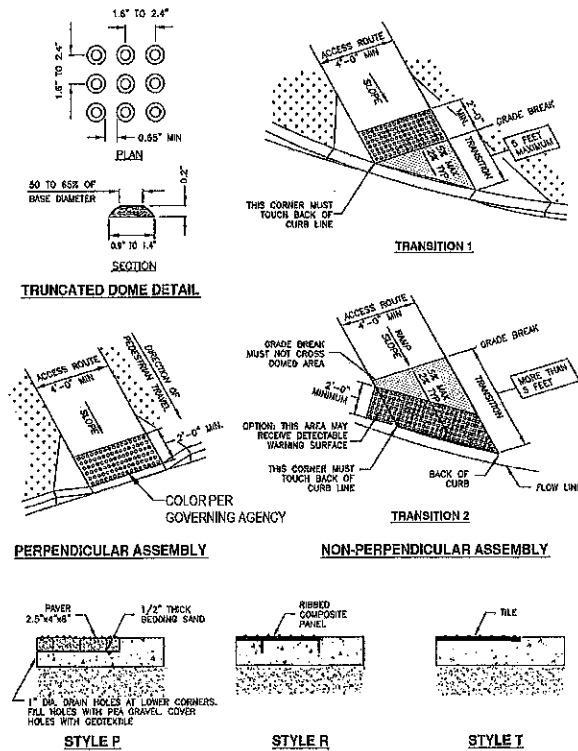 1.6" TO 2.4"
1.6" TO 2.4"
0.65" MIN
PLAN
50 TO 65% OF
BASE DIAMETER
0.2"
0.9" TO 1.4"
SECTION
TRUNCATED DOME DETAIL
ACCESS ROUTE
4'-0" MIN
SLOPE
2'-0"
MIN.
GRADE BREAK
5 FEET
MAXIMUM
TRANSITION
5% MAX
2% TYP
THIS CORNER MUST
TOUCH BACK OF
CURB LINE
TRANSITION 1
ACCESS ROUTE
4'-0" MIN
SLOPE
DIRECTION OF
PEDESTRIAN TRAVEL
2'-0" MIN.
COLOR PER
GOVERNING AGENCY
PERPENDICULAR ASSEMBLY
ACCESS ROUTE
4'-0" MIN
RAMP
SLOPE
GRADE BREAK
GRADE BREAK
MUST NOT CROSS
DOMED AREA
5% MAX
2% TYP
TRANSITION
MORE THAN
5 FEET
2'-0"
MINIMUM
OPTION: THIS AREA MAY
RECEIVE DETECTABLE
WARNING SURFACE
THIS CORNER MUST
TOUCH BACK OF
CURB LINE
BACK OF
CURB
FLOW LINE
TRANSITION 2
NON-PERPENDICULAR ASSEMBLY
PAVER
2.5"x4"x8"
1/2" THICK
BEDDING SAND
1" DIA. DRAIN HOLES AT LOWER CORNERS.
FILL HOLES WITH PEA GRAVEL. COVER
HOLES WITH GEOTEXTILE
STYLE P
RIBBED
COMPOSITE
PANEL
STYLE R
TILE
STYLE T